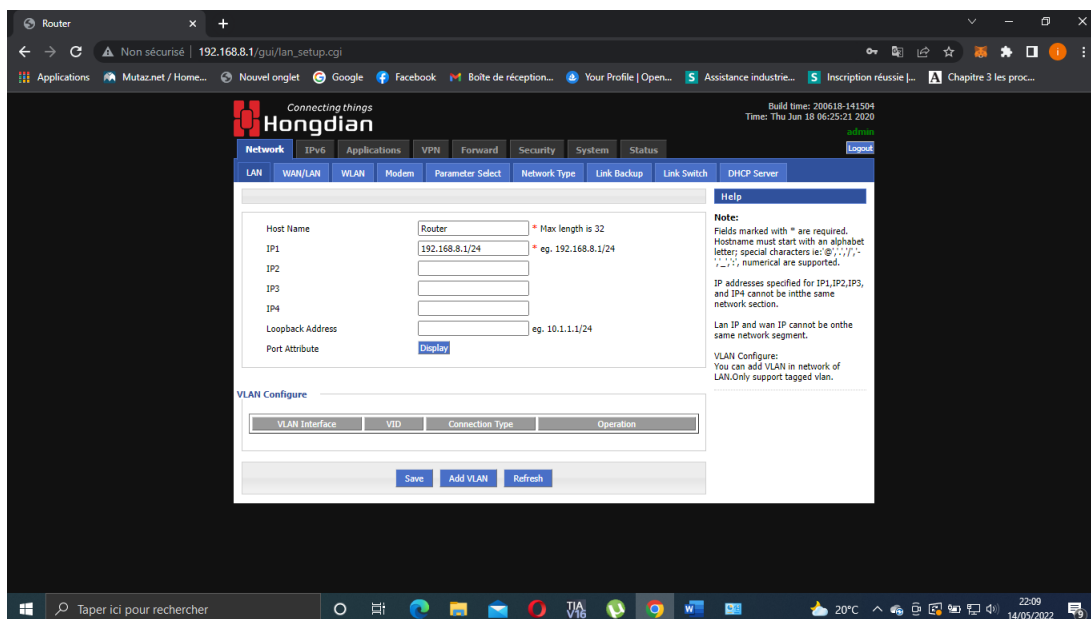 Router
Non sécurisé | 192.168.8.1/gui/lan_setup.cgi
Applications Mutaz.net / Home... Nouvel onglet Google Facebook Boîte de réception... Your Profile | Open... Assistance industrie... Inscription réussie |... Chapitre 3 les proc...
Connecting things
Hongdian
Build time: 200618-141504
Time: Thu Jun 18 06:25:21 2020
admin
Logout
Network IPv6 Applications VPN Forward Security System Status
LAN WAN/LAN WLAN Modem Parameter Select Network Type Link Backup Link Switch DHCP Server
Host Name Router * Max length is 32
IP1 192.168.8.1/24 * eg. 192.168.8.1/24
IP2
IP3
IP4
Loopback Address eg. 10.1.1.1/24
Port Attribute Display
VLAN Configure
VLAN Interface VID Connection Type Operation
Save Add VLAN Refresh
Help
Note:
Fields marked with * are required.
Hostname must start with an alphabet
letter; special characters ie:'@','.','/','-
','_',':', numerical are supported.
IP addresses specified for IP1,IP2,IP3,
and IP4 cannot be intthe same
network section.
Lan IP and wan IP cannot be onthe
same network segment.
VLAN Configure:
You can add VLAN in network of
LAN.Only support tagged vlan.
Taper ici pour rechercher
TIA
V16
20°C
22:09
14/05/2022